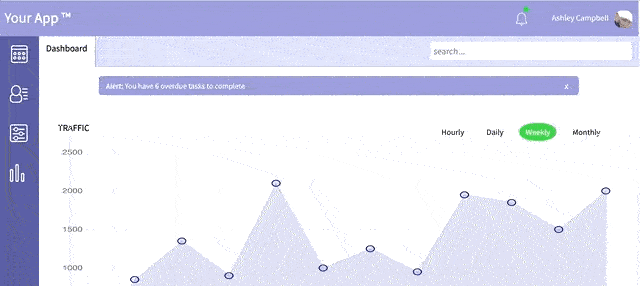 Your App ™
Ashley Campbell
Dashboard
search...
Alert: You have 6 overdue tasks to complete
x
TRAFFIC
Hourly Daily Weekly Monthly
2500
2000
1500
1000